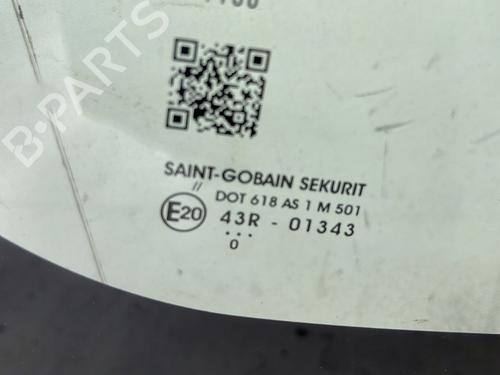 B-PARTS
SAINT-GOBAIN SEKURIT
//
DOT 618 AS 1 M 501
E20 43R - 01343
...
0